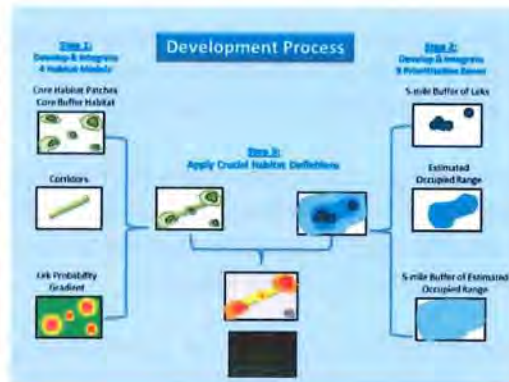 Development Process
Step 1:
Develop & Integrate
4 Habitat Models
Core Habitat Patches
Core Buffer Habitat
Corridors
Lek Probability
Gradient
Step 3:
Apply Crucial Habitat Definitions
Step 2:
Develop & Integrate
3 Prioritization Zones
5-mile Buffer of Leks
Estimated
Occupied Range
5-mile Buffer of Estimated
Occupied Range